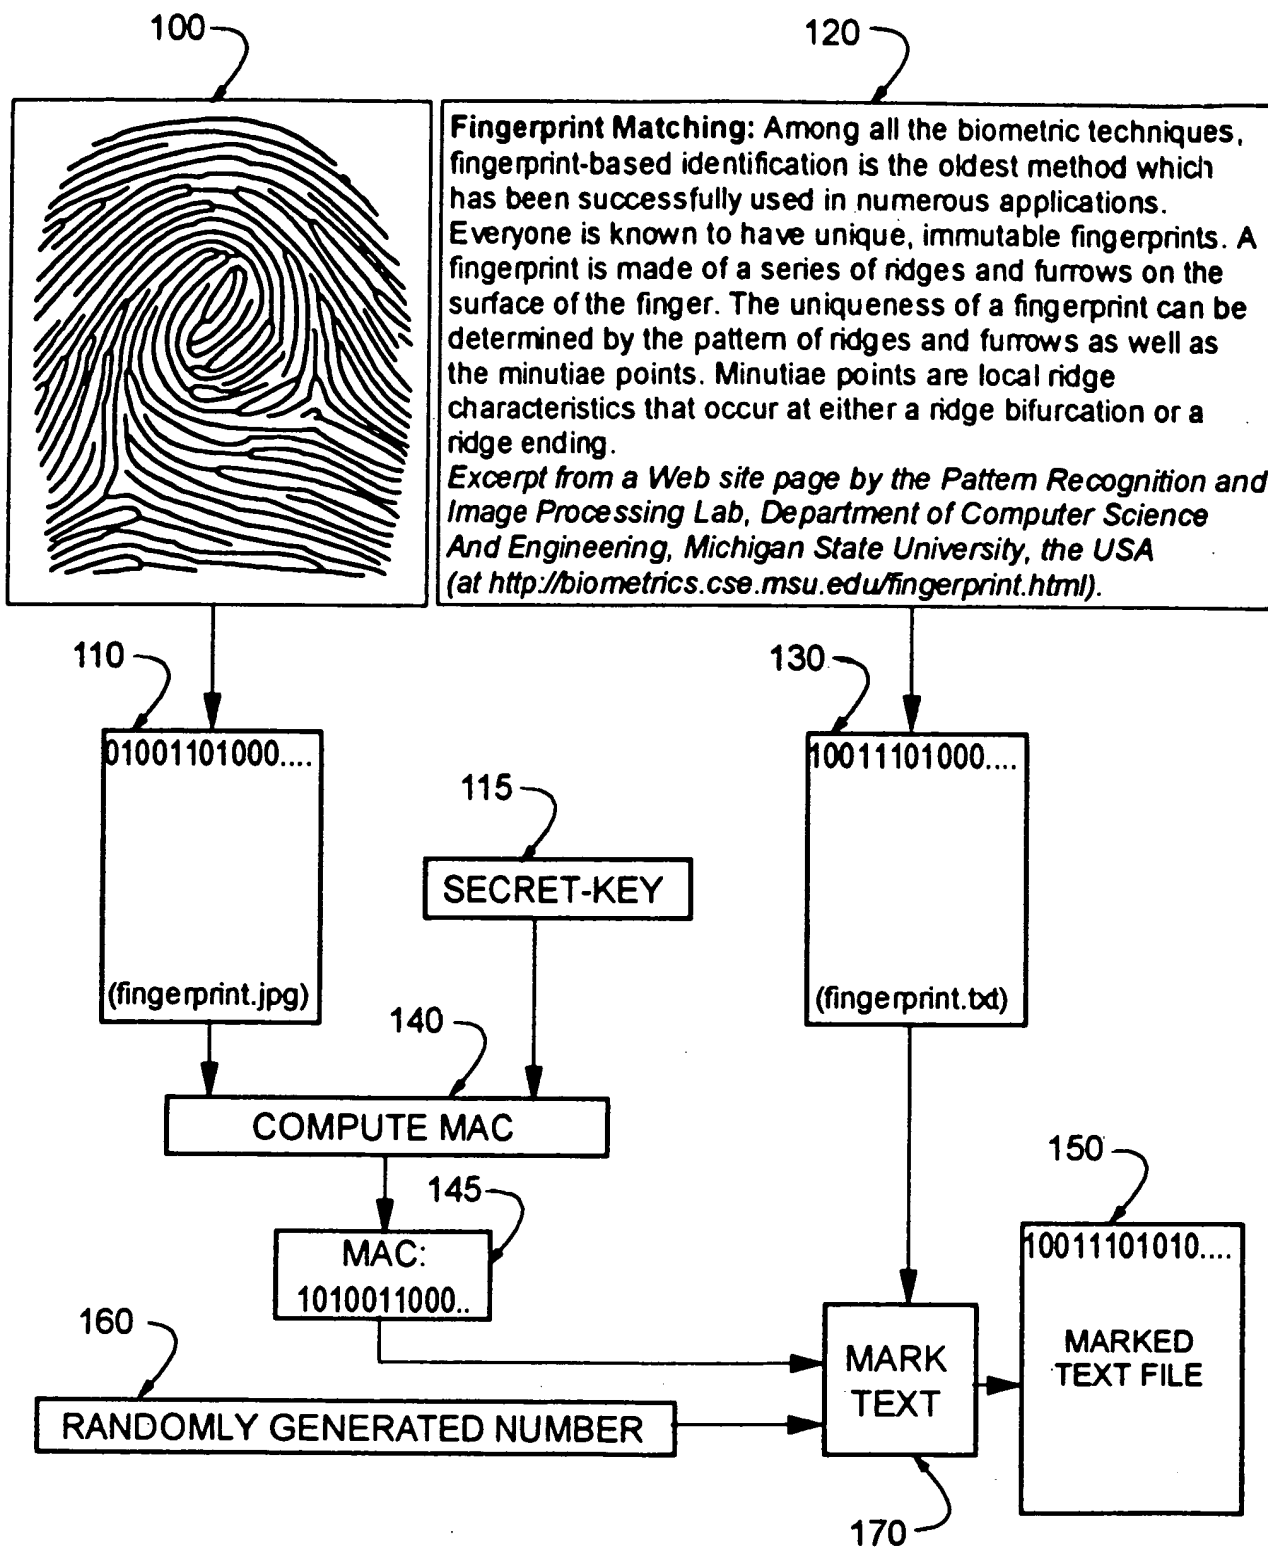 100
120
Fingerprint Matching: Among all the biometric techniques,
fingerprint-based identification is the oldest method which
has been successfully used in numerous applications.
Everyone is known to have unique, immutable fingerprints. A
fingerprint is made of a series of ridges and furrows on the
surface of the finger. The uniqueness of a fingerprint can be
determined by the pattern of ridges and furrows as well as
the minutiae points. Minutiae points are local ridge
characteristics that occur at either a ridge bifurcation or a
ridge ending.
Excerpt from a Web site page by the Pattern Recognition and
Image Processing Lab, Department of Computer Science
And Engineering, Michigan State University, the USA
(at http://biometrics.cse.msu.edu/fingerprint.html).
110
130
01001101000....
10011101000....
115
SECRET-KEY
(fingerprint.jpg)
(fingerprint.txt)
140
COMPUTE MAC
150
145
MAC:
1010011000..
10011101010....
160
MARK
TEXT
MARKED
TEXT FILE
RANDOMLY GENERATED NUMBER
170